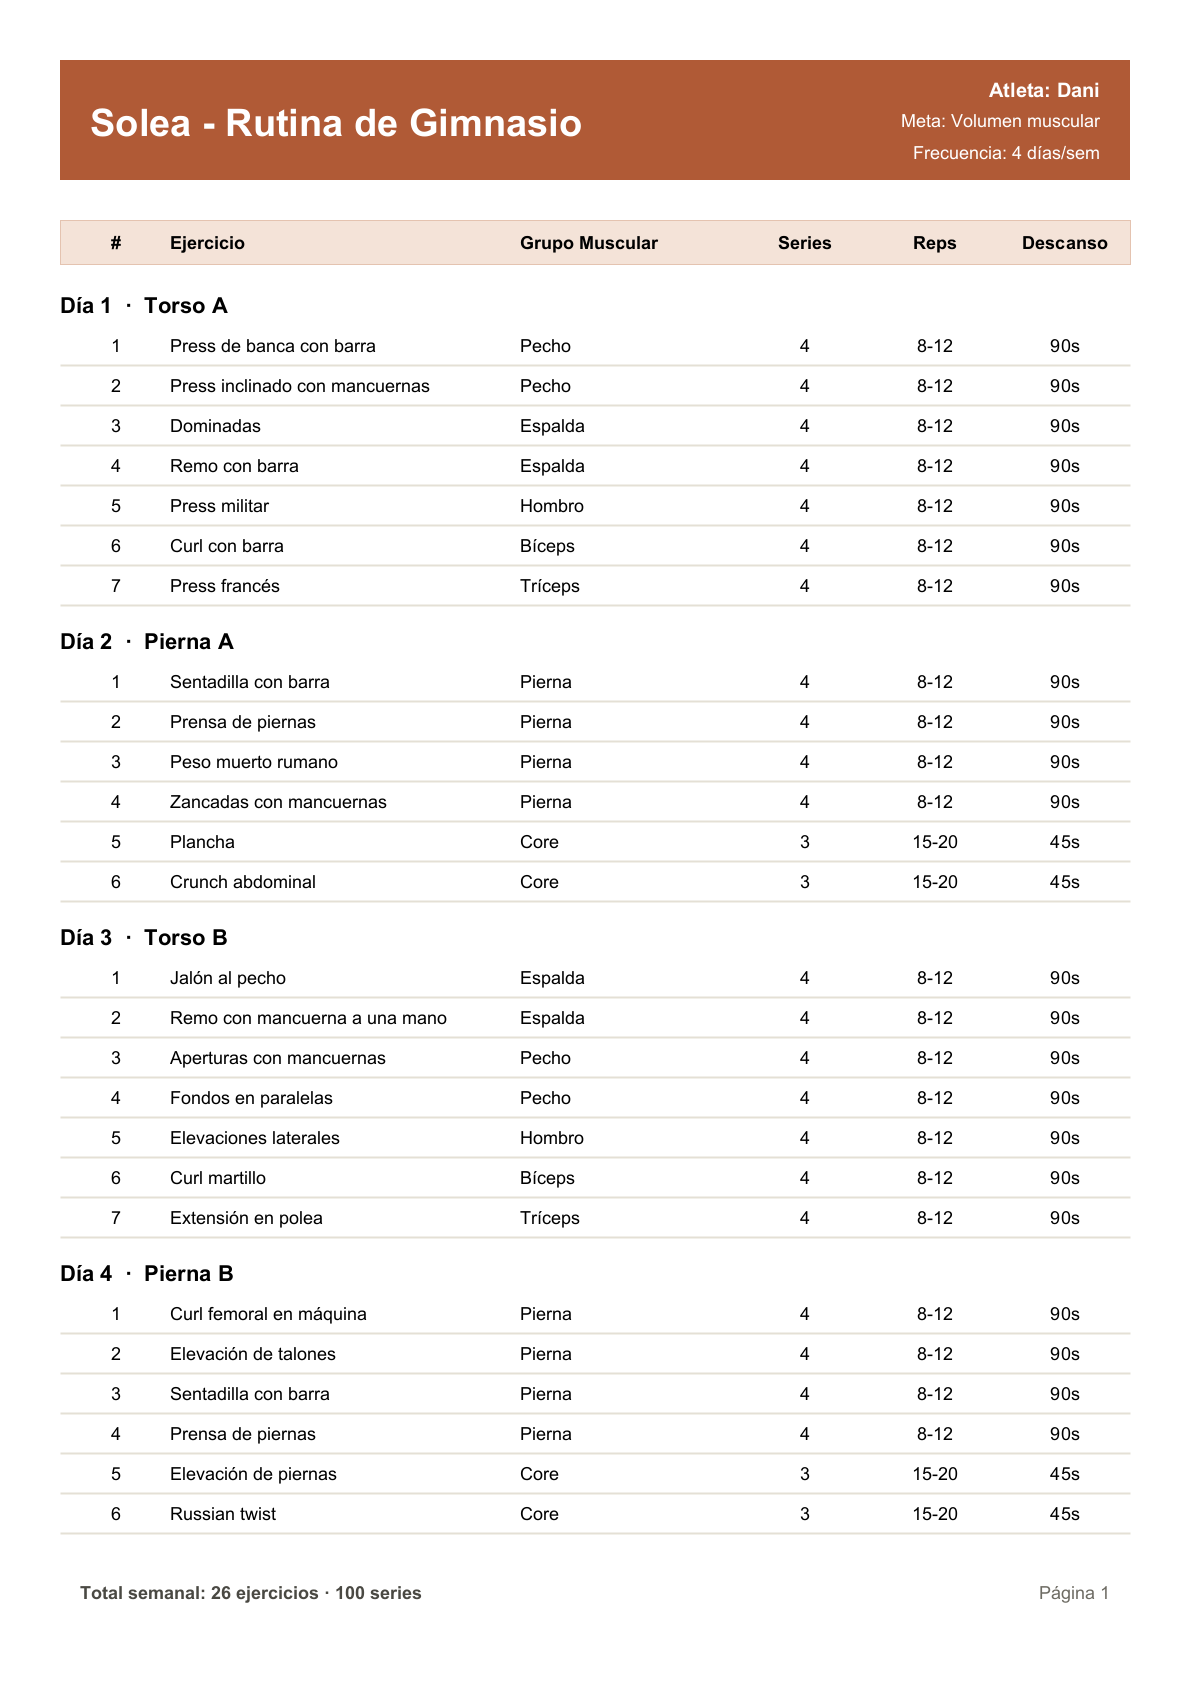 Solea - Rutina de Gimnasio
Atleta: Dani
Meta: Volumen muscular
Frecuencia: 4 días/sem
# Ejercicio Grupo Muscular Series Reps Descanso
Día 1 · Torso A
1 Press de banca con barra Pecho 4 8-12 90s
2 Press inclinado con mancuernas Pecho 4 8-12 90s
3 Dominadas Espalda 4 8-12 90s
4 Remo con barra Espalda 4 8-12 90s
5 Press militar Hombro 4 8-12 90s
6 Curl con barra Bíceps 4 8-12 90s
7 Press francés Tríceps 4 8-12 90s
Día 2 · Pierna A
1 Sentadilla con barra Pierna 4 8-12 90s
2 Prensa de piernas Pierna 4 8-12 90s
3 Peso muerto rumano Pierna 4 8-12 90s
4 Zancadas con mancuernas Pierna 4 8-12 90s
5 Plancha Core 3 15-20 45s
6 Crunch abdominal Core 3 15-20 45s
Día 3 · Torso B
1 Jalón al pecho Espalda 4 8-12 90s
2 Remo con mancuerna a una mano Espalda 4 8-12 90s
3 Aperturas con mancuernas Pecho 4 8-12 90s
4 Fondos en paralelas Pecho 4 8-12 90s
5 Elevaciones laterales Hombro 4 8-12 90s
6 Curl martillo Bíceps 4 8-12 90s
7 Extensión en polea Tríceps 4 8-12 90s
Día 4 · Pierna B
1 Curl femoral en máquina Pierna 4 8-12 90s
2 Elevación de talones Pierna 4 8-12 90s
3 Sentadilla con barra Pierna 4 8-12 90s
4 Prensa de piernas Pierna 4 8-12 90s
5 Elevación de piernas Core 3 15-20 45s
6 Russian twist Core 3 15-20 45s
Total semanal: 26 ejercicios · 100 series
Página 1